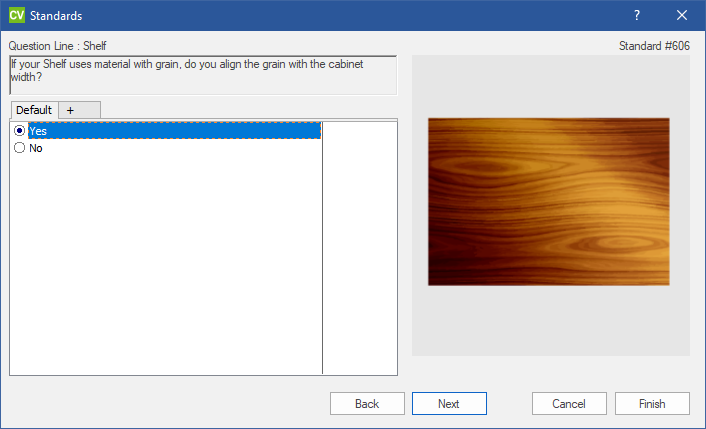 CV Standards ?
Question Line : Shelf
Standard #606
If your Shelf uses material with grain, do you align the grain with the cabinet
width?
Default +
Yes
No
Back Next Cancel Finish